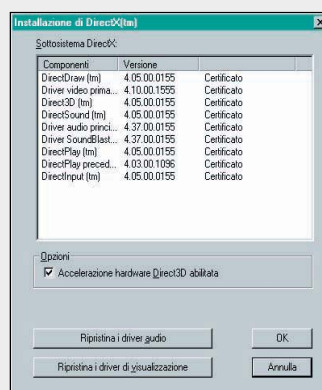 Installazione di DirectX(tm)
Sottosistema DirectX:
Componenti Versione
DirectDraw (tm) 4.05.00.0155 Certificato
Driver video prima... 4.10.00.1555 Certificato
Direct3D (tm) 4.05.00.0155 Certificato
DirectSound (tm) 4.05.00.0155 Certificato
Driver audio princi... 4.37.00.0155 Certificato
Driver SoundBlast... 4.37.00.0155 Certificato
DirectPlay (tm) 4.05.00.0155 Certificato
DirectPlay preced... 4.03.00.1096 Certificato
DirectInput (tm) 4.05.00.0155 Certificato
Opzioni
Accelerazione hardware Direct3D abilitata
Ripristina i driver audio OK
Ripristina i driver di visualizzazione Annulla